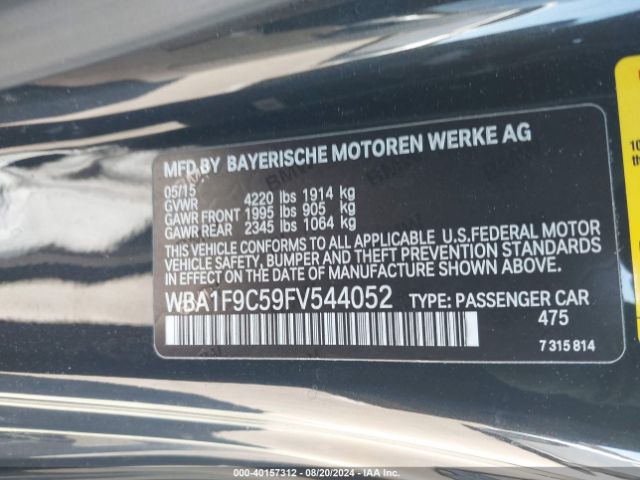 MFD BY BAYERISCHE MOTOREN WERKE AG
05/15
GVWR 4220 lbs 1914 kg
GAWR FRONT 1995 lbs 905 kg
GAWR REAR 2345 lbs 1064 kg
THIS VEHICLE CONFORMS TO ALL APPLICABLE U.S.FEDERAL MOTOR
VEHICLE SAFETY, BUMPER AND THEFT PREVENTION STANDARDS
IN EFFECT ON THE DATE OF MANUFACTURE SHOWN ABOVE.
WBA1F9C59FV544052 TYPE: PASSENGER CAR
475
7 315 814
10
000-40157312 - 08/20/2024 - IAA Inc.